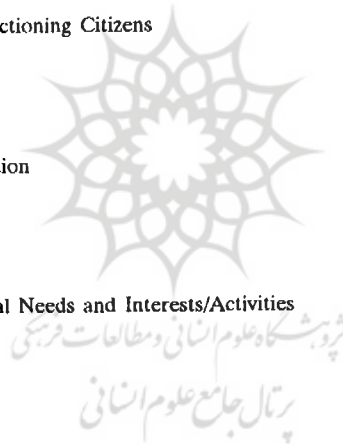 ctioning Citizens
ion
al Needs and Interests/Activities
پژوهشگاه علوم انسانی و مطالعات فرهنگی
پرتال جامع علوم انسانی